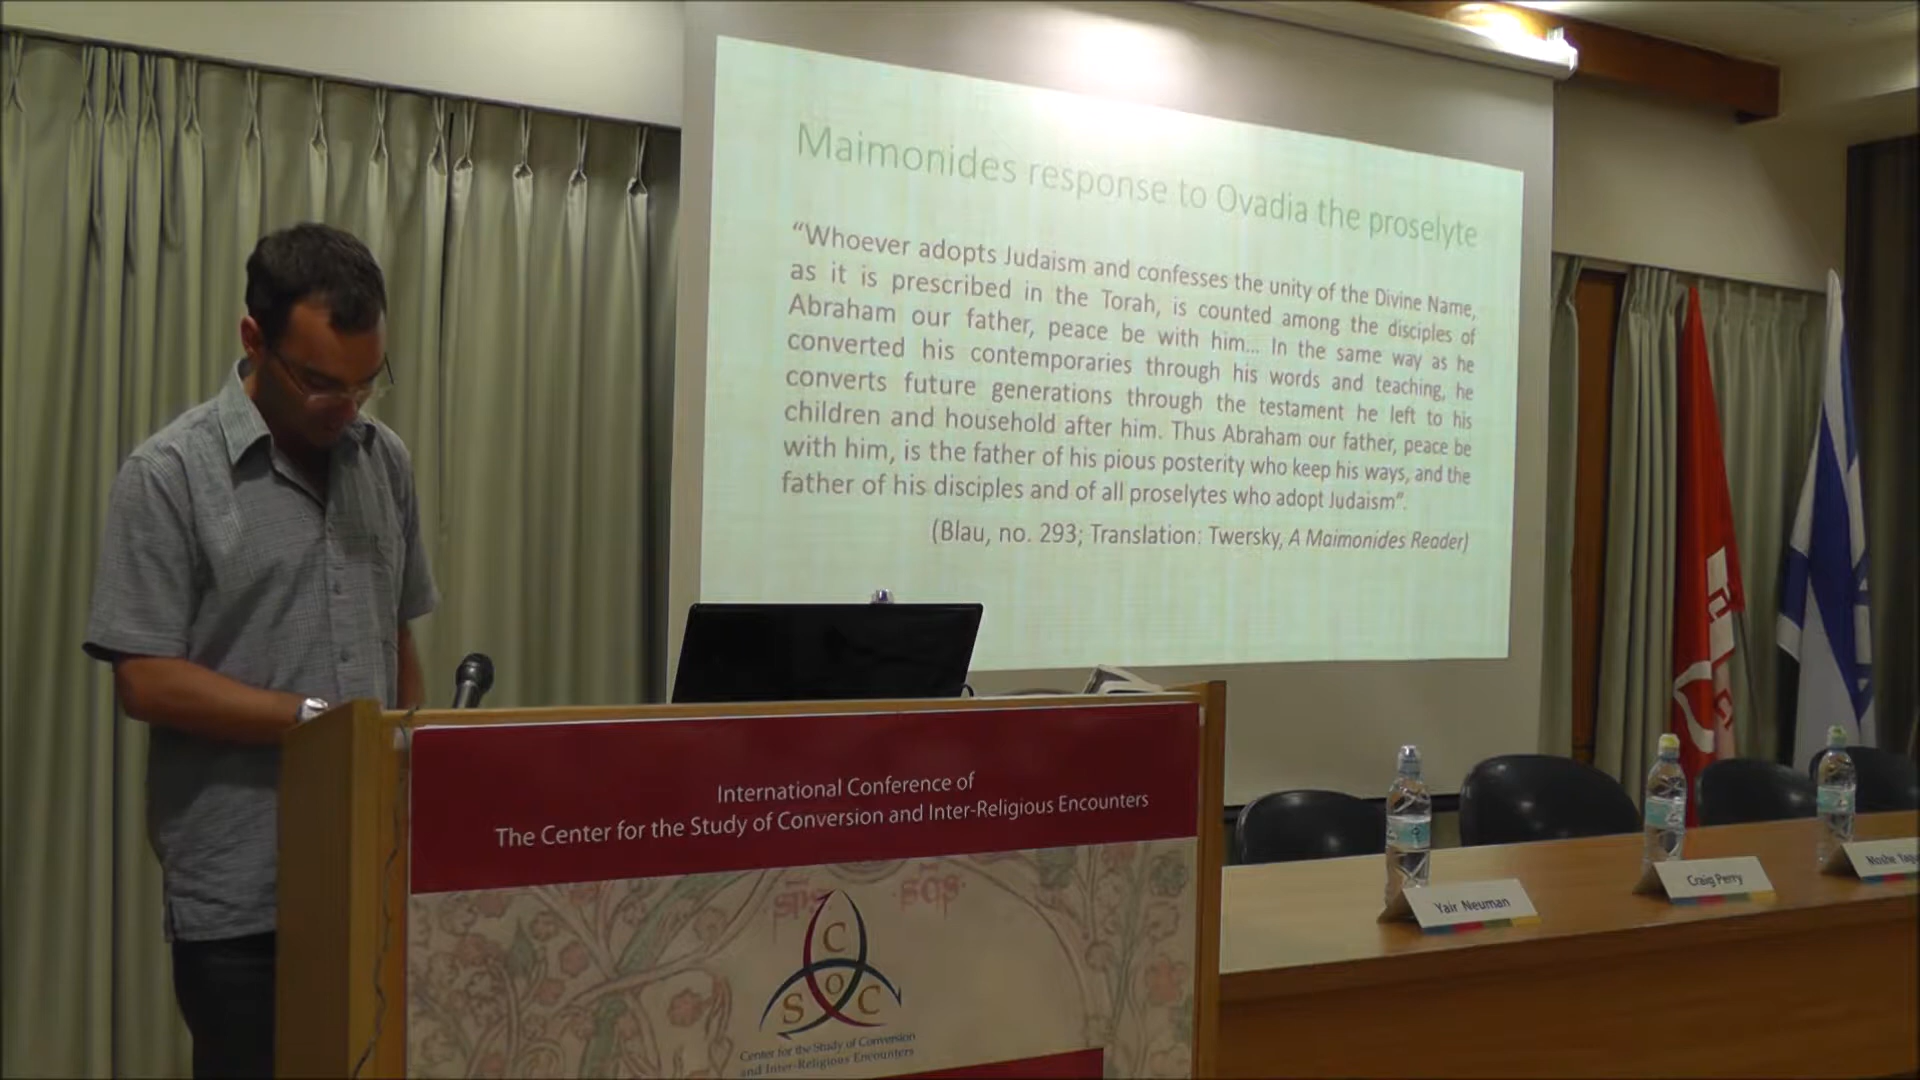 Maimonides response to Ovadia the proselyte
“Whoever adopts Judaism and confesses the unity of the Divine Name,
as it is prescribed in the Torah, is counted among the disciples of
Abraham our father, peace be with him... In the same way as he
converted his contemporaries through his words and teaching, he
converts future generations through the testament he left to his
children and household after him. Thus Abraham our father, peace be
with him, is the father of his pious posterity who keep his ways, and the
father of his disciples and of all proselytes who adopt Judaism”.
(Blau, no. 293; Translation: Twersky, A Maimonides Reader)
International Conference of
The Center for the Study of Conversion and Inter-Religious Encounters
C
S O C
Center for the Study of Conversion
and Inter-Religious Encounters
Yair Neuman
Craig Perry
Moshe